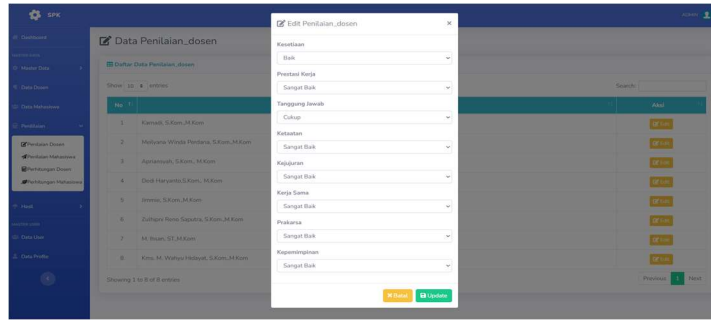 SPK
ADMIN
Dashboard
Master Data
Data Dosen
Data Mahasiswa
Penilaian
Penilaian Dosen
Penilaian Mahasiswa
Perhitungan Dosen
Perhitungan Mahasiswa
Hasil
Data User
Data Profile
Data Penilaian_dosen
Daftar Data Penilaian_dosen
Show 10 entries
Search:
No
Aksi
1 Kamadi, S.Kom.,M.Kom Edit
2 Meilyana Winda Perdana, S.Kom.,M.Kom Edit
3 Apriansyah, S.Kom., M.Kom Edit
4 Dedi Haryanto,S.Kom., M.Kom Edit
5 S.Kom.,M.Kom Edit
6 Saputra, S.Kom.,M.Kom Edit
7 M. Ihsan, ST.,M.Kom Edit
8 Kms. M. Wahyu Hidayat, S.Kom.,M.Kom Edit
Showing 1 to 8 of 8 entries
Previous 1 Next
Edit Penilaian_dosen
×
Kesetiaan
Baik
Prestasi Kerja
Sangat Baik
Tanggung Jawab
Cukup
Ketaatan
Sangat Baik
Kejujuran
Sangat Baik
Kerja Sama
Sangat Baik
Prakarsa
Sangat Baik
Kepemimpinan
Sangat Baik
Batal
Update